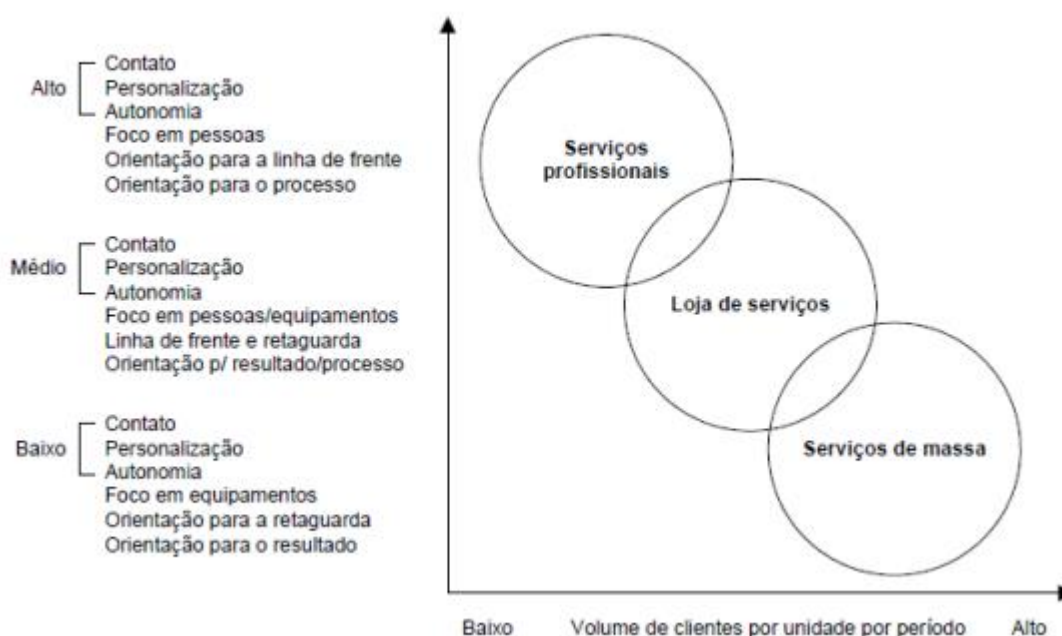 Alto
Contato
Personalização
Autonomia
Foco em pessoas
Orientação para a linha de frente
Orientação para o processo
Médio
Contato
Personalização
Autonomia
Foco em pessoas/equipamentos
Linha de frente e retaguarda
Orientação p/ resultado/processo
Baixo
Contato
Personalização
Autonomia
Foco em equipamentos
Orientação para a retaguarda
Orientação para o resultado
Serviços
profissionais
Loja de serviços
Serviços de massa
Baixo Volume de clientes por unidade por período Alto